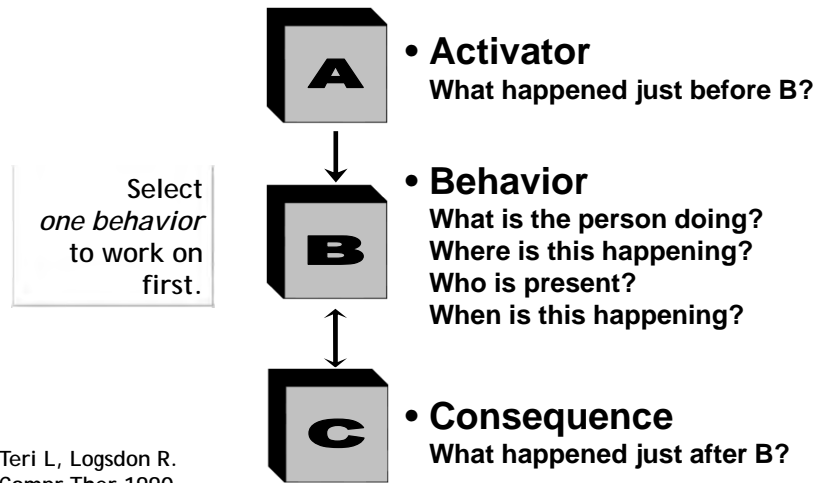 A
• Activator
What happened just before B?
Select
one behavior
to work on
first.
B
• Behavior
What is the person doing?
Where is this happening?
Who is present?
When is this happening?
C
• Consequence
What happened just after B?
Teri L, Logsdon R.